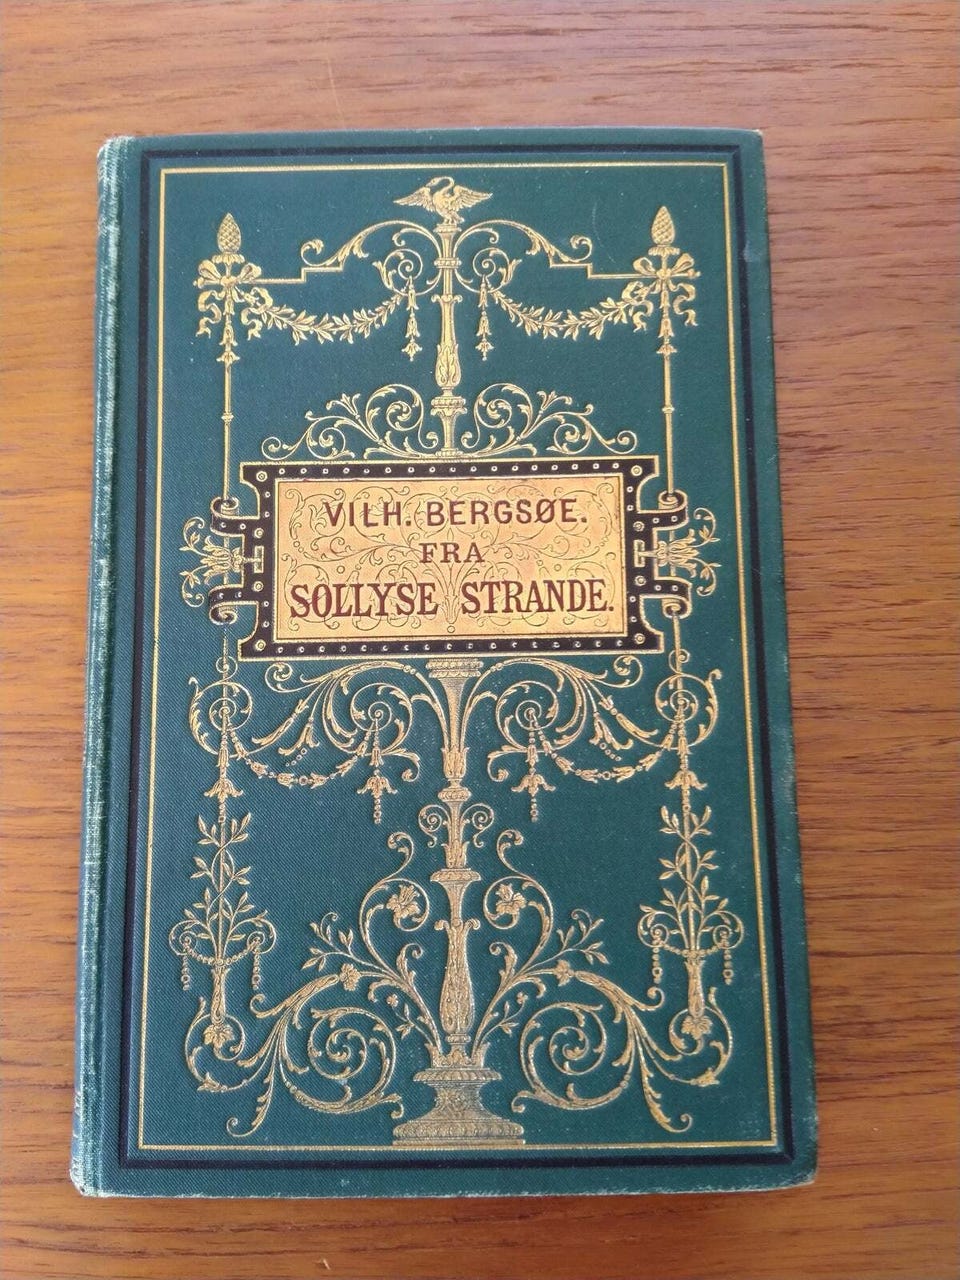 VILH. BERGSØE.
FRA
SOLLYSE STRANDE.